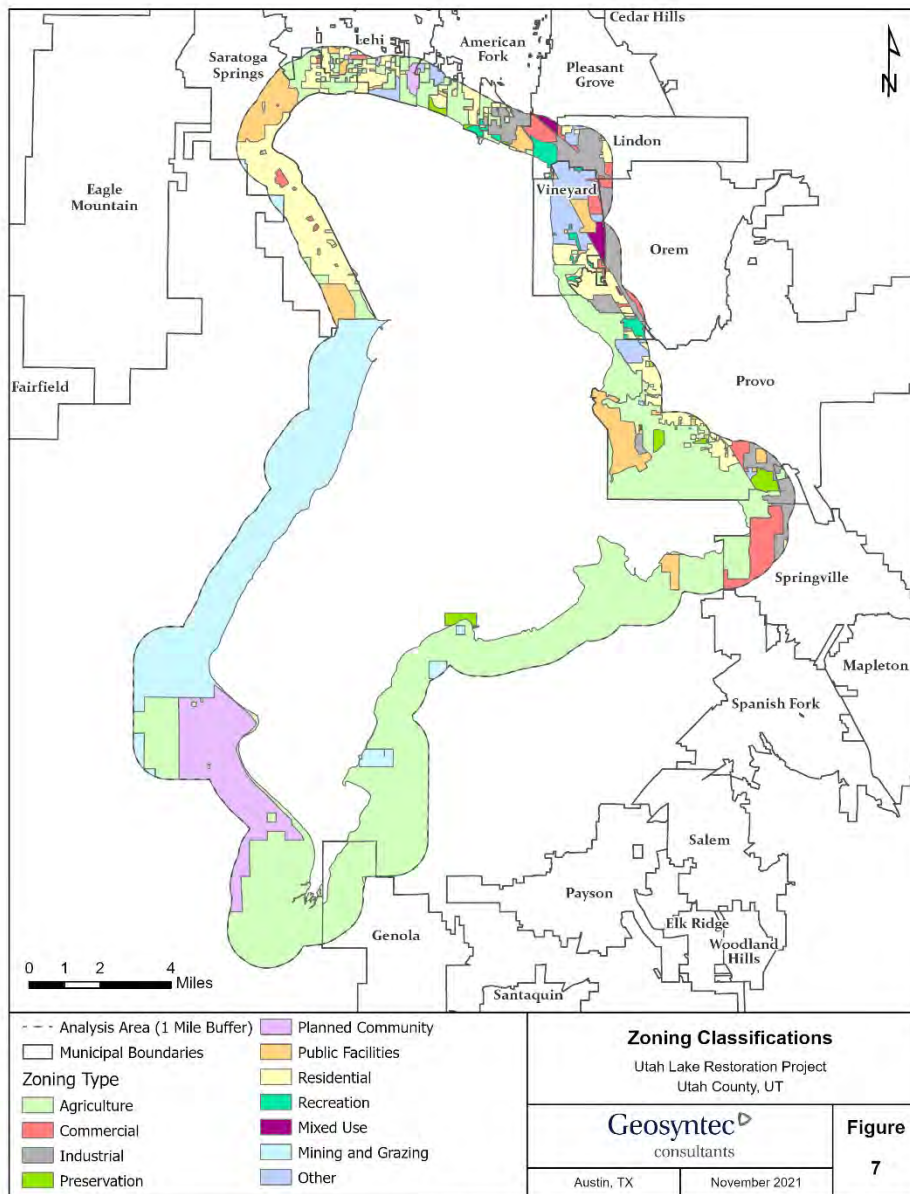 Cedar Hills
Lehi
American
Fork
Saratoga
Springs
Pleasant
Grove
N
Lindon
Eagle
Mountain
Vineyard
Orem
Fairfield
Provo
Springville
Mapleton
Spanish Fork
Salem
Payson
Elk Ridge
Woodland
Hills
Genola
Santaquin
0 1 2 4
Miles
Analysis Area (1 Mile Buffer)
Municipal Boundaries
Zoning Type
Agriculture
Commercial
Industrial
Preservation
Planned Community
Public Facilities
Residential
Recreation
Mixed Use
Mining and Grazing
Other
Zoning Classifications
Utah Lake Restoration Project
Utah County, UT
Geosyntec
consultants
Austin, TX
November 2021
Figure
7